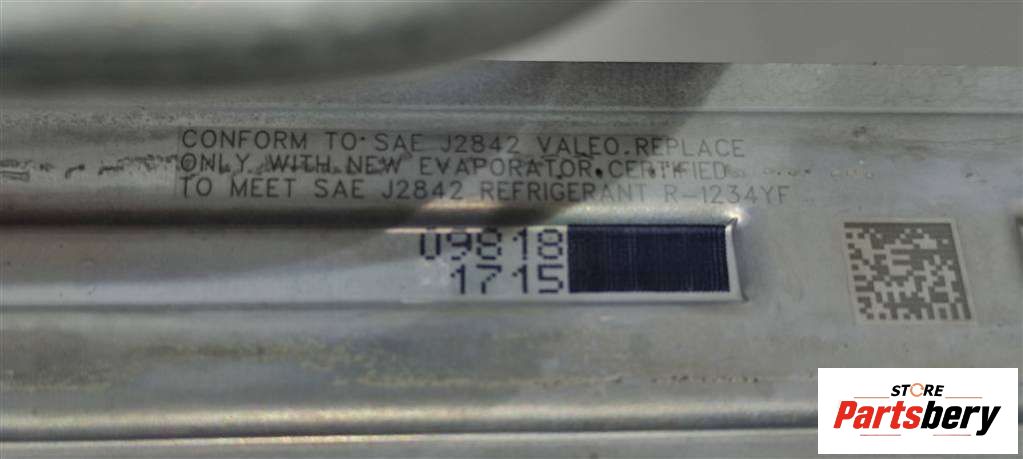 CONFORM TO SAE J2842 VALEO.REPLACE
ONLY WITH NEW EVAPORATOR CERTIFIED
TO MEET SAE J2842 REFRIGERANT R-1234YF
09818
1715
STORE
Partsbery